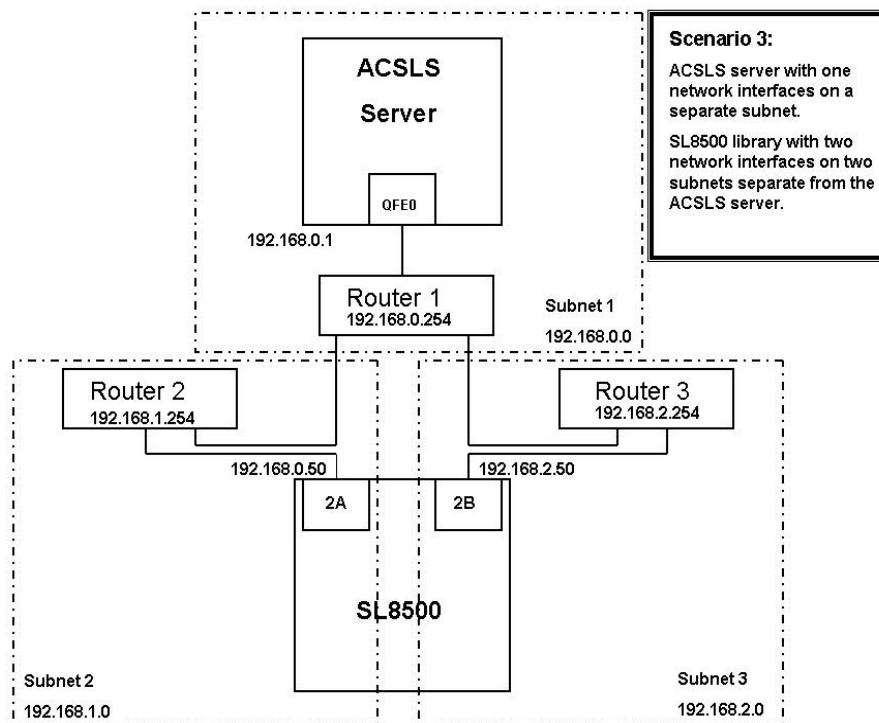 ACSLS
Server
QFE0
192.168.0.1
Scenario 3:
ACSLS server with one
network interfaces on a
separate subnet.
SL8500 library with two
network interfaces on two
subnets separate from the
ACSLS server.
Router 1
192.168.0.254
Subnet 1
192.168.0.0
Router 2
192.168.1.254
Router 3
192.168.2.254
192.168.0.50
192.168.2.50
2A
2B
SL8500
Subnet 2
192.168.1.0
Subnet 3
192.168.2.0